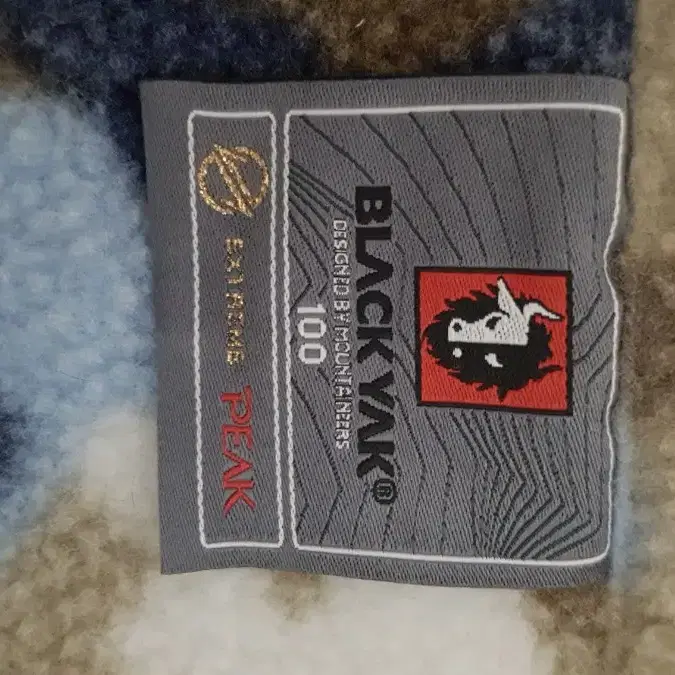 BLACK YAK®
DESIGNED BY MOUNTAINEERS
100
EXTREME PEAK